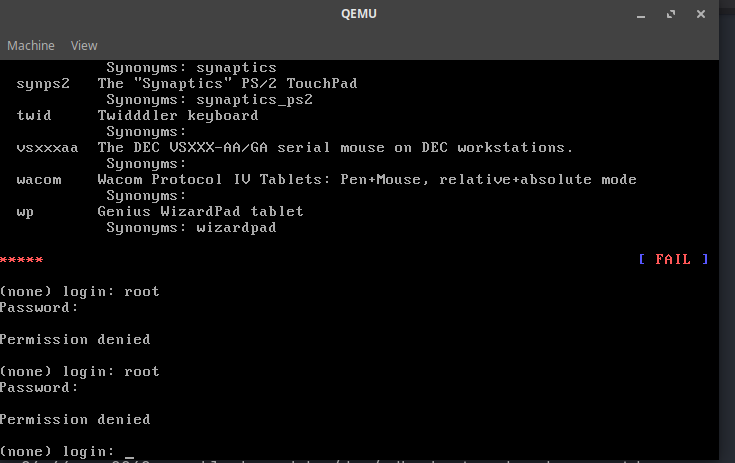 QEMU
Machine View
Synonyms: synaptics
synps2 The "Synaptics" PS/2 TouchPad
Synonyms: synaptics_ps2
twid Twidddler keyboard
Synonyms:
vsxxxaa The DEC VSXXX-AA/GA serial mouse on DEC workstations.
Synonyms:
wacom Wacom Protocol IV Tablets: Pen+Mouse, relative+absolute mode
Synonyms:
wp Genius WizardPad tablet
Synonyms: wizardpad
***** [ FAIL ]
(none) login: root
Password:
Permission denied
(none) login: root
Password:
Permission denied
(none) login: _